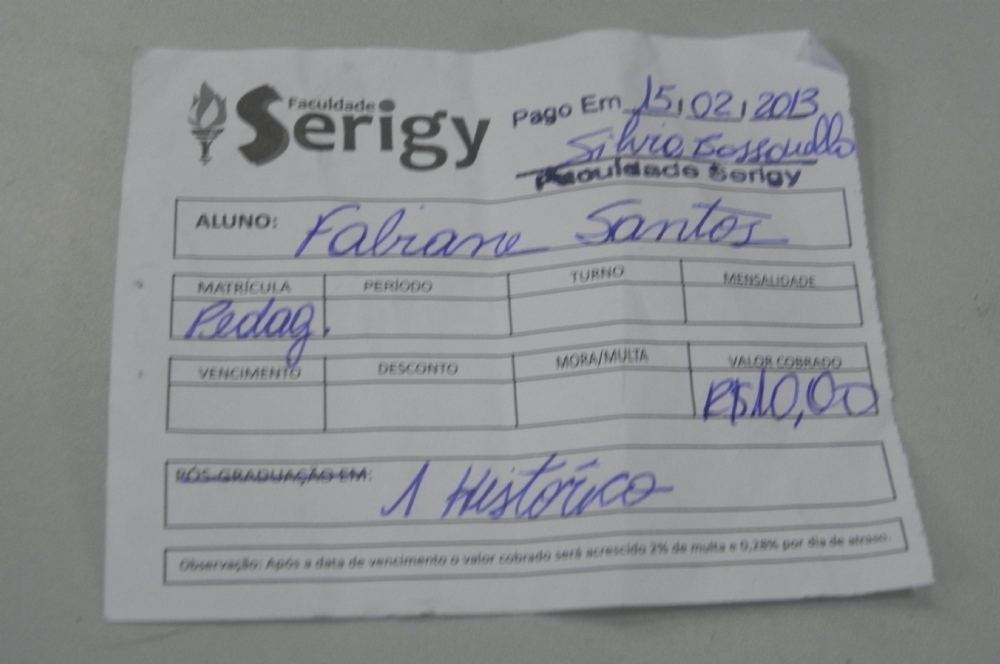 Faculdade
Serigy
Pago Em 15/02/2013
Silvia
Faculdade Serigy
ALUNO: Fabiane Santos
MATRÍCULA PERÍODO TURNO MENSALIDADE
Pedag.
VENCIMENTO DESCONTO MORA/MULTA VALOR COBRADO
R$10,00
PÓS-GRADUAÇÃO EM: 1 Histórico
Observação: Após a data de vencimento o valor cobrado será acrescido 2% de multa e 0,28% por dia de atraso.